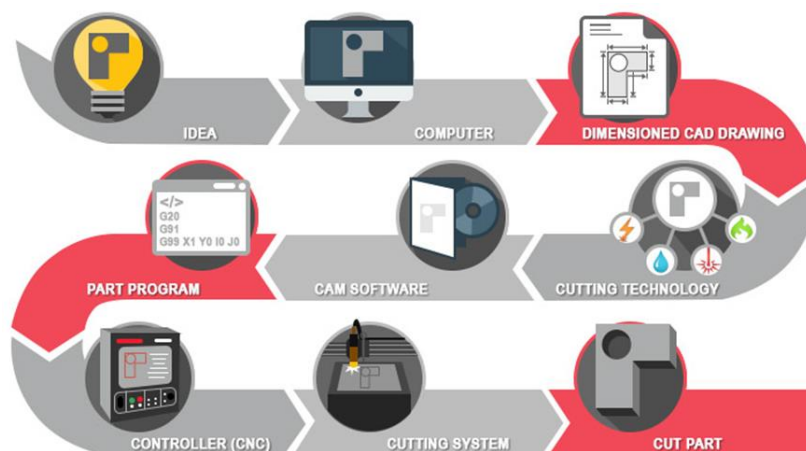 IDEA
COMPUTER
DIMENSIONED CAD DRAWING
</>
G20
G91
G99 X1 Y0 I0 J0
PART PROGRAM
CAM SOFTWARE
CUTTING TECHNOLOGY
CONTROLLER (CNC)
CUTTING SYSTEM
CUT PART